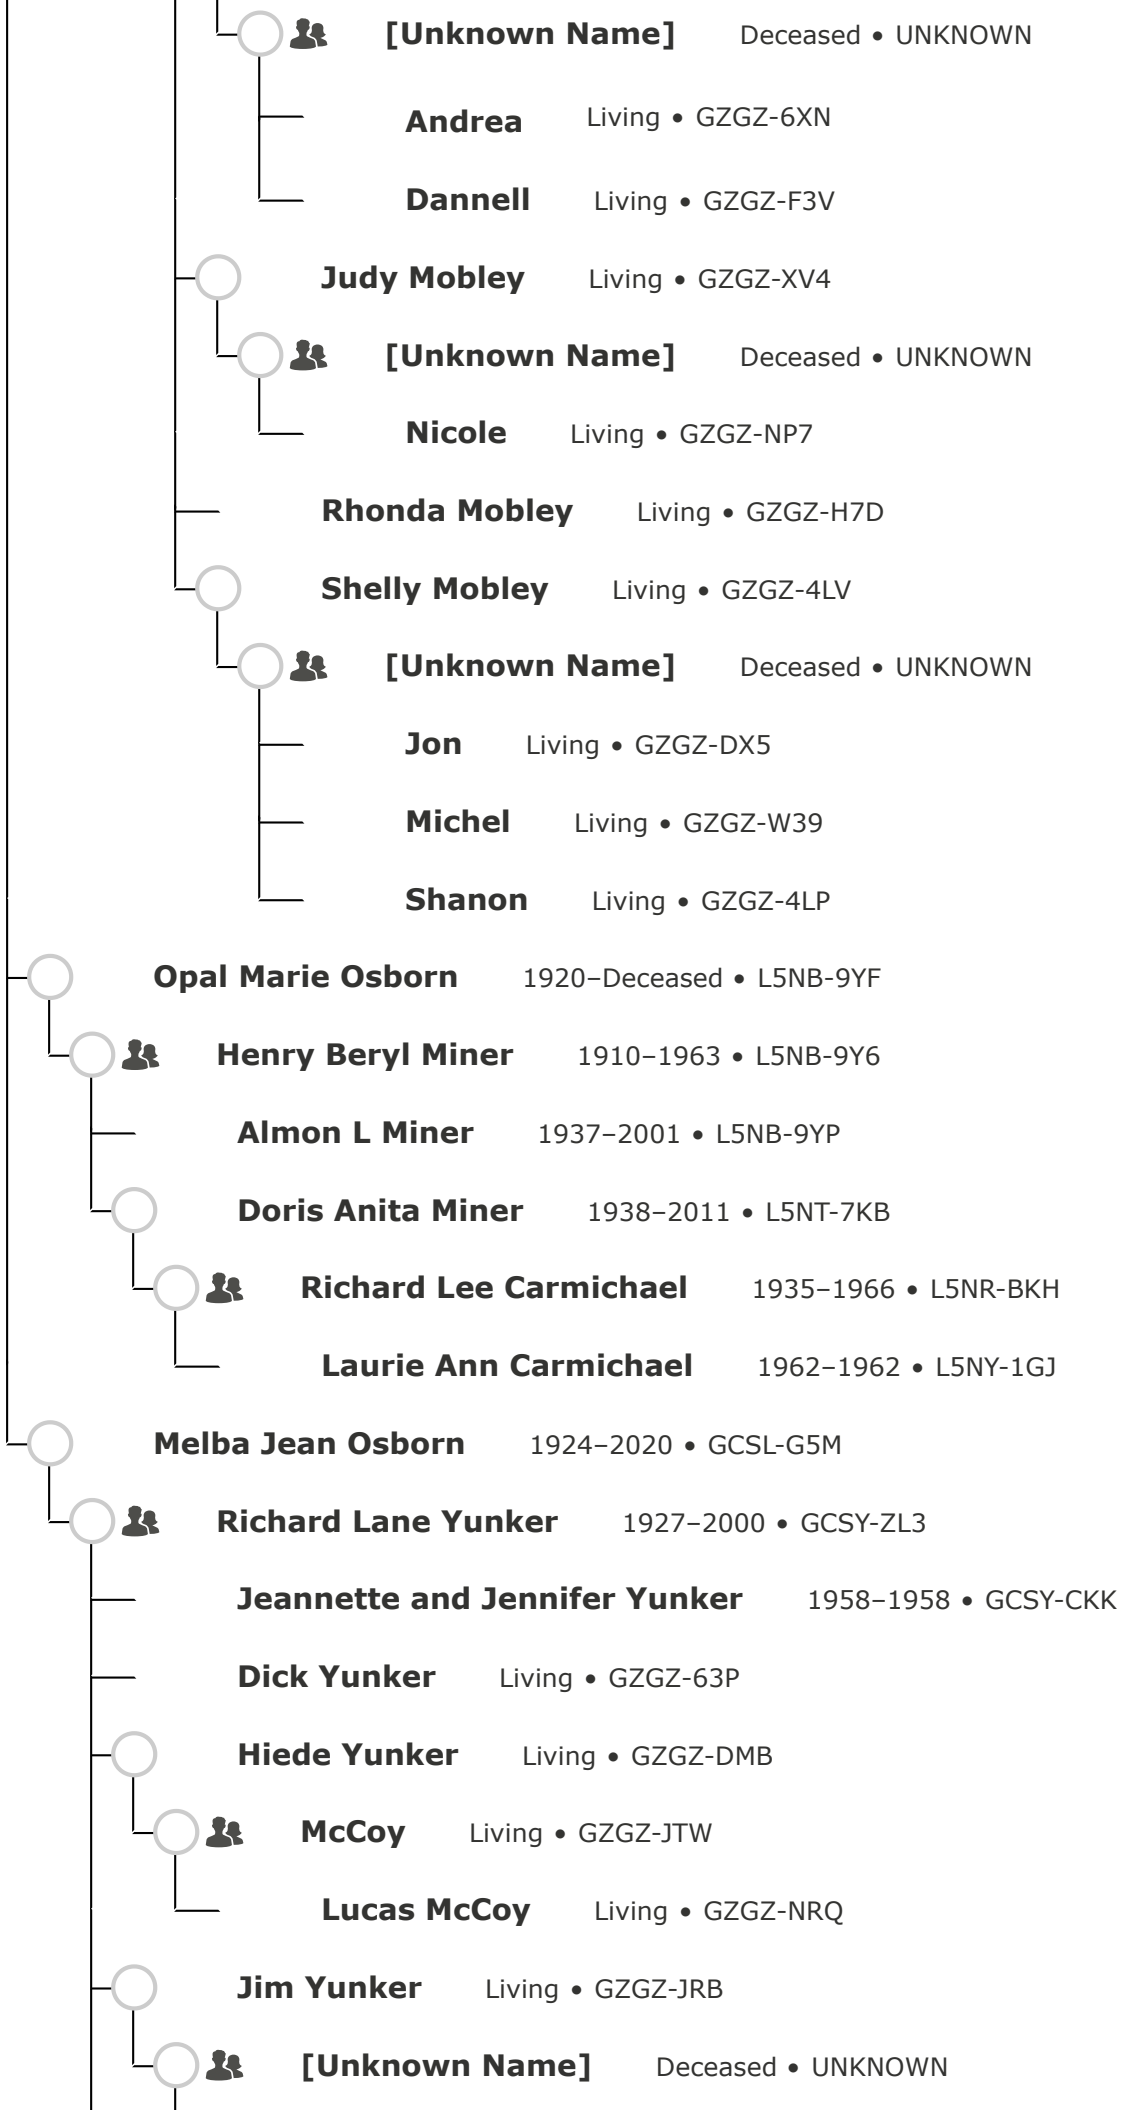 [Unknown Name] Deceased • UNKNOWN
Andrea Living • GZGZ-6XN
Dannell Living • GZGZ-F3V
Judy Mobley Living • GZGZ-XV4
[Unknown Name] Deceased • UNKNOWN
Nicole Living • GZGZ-NP7
Rhonda Mobley Living • GZGZ-H7D
Shelly Mobley Living • GZGZ-4LV
[Unknown Name] Deceased • UNKNOWN
Jon Living • GZGZ-DX5
Michel Living • GZGZ-W39
Shanon Living • GZGZ-4LP
Opal Marie Osborn 1920–Deceased • L5NB-9YF
Henry Beryl Miner 1910–1963 • L5NB-9Y6
Almon L Miner 1937–2001 • L5NB-9YP
Doris Anita Miner 1938–2011 • L5NT-7KB
Richard Lee Carmichael 1935–1966 • L5NR-BKH
Laurie Ann Carmichael 1962–1962 • L5NY-1GJ
Melba Jean Osborn 1924–2020 • GCSL-G5M
Richard Lane Yunker 1927–2000 • GCSY-ZL3
Jeannette and Jennifer Yunker 1958–1958 • GCSY-CKK
Dick Yunker Living • GZGZ-63P
Hiede Yunker Living • GZGZ-DMB
McCoy Living • GZGZ-JTW
Lucas McCoy Living • GZGZ-NRQ
Jim Yunker Living • GZGZ-JRB
[Unknown Name] Deceased • UNKNOWN